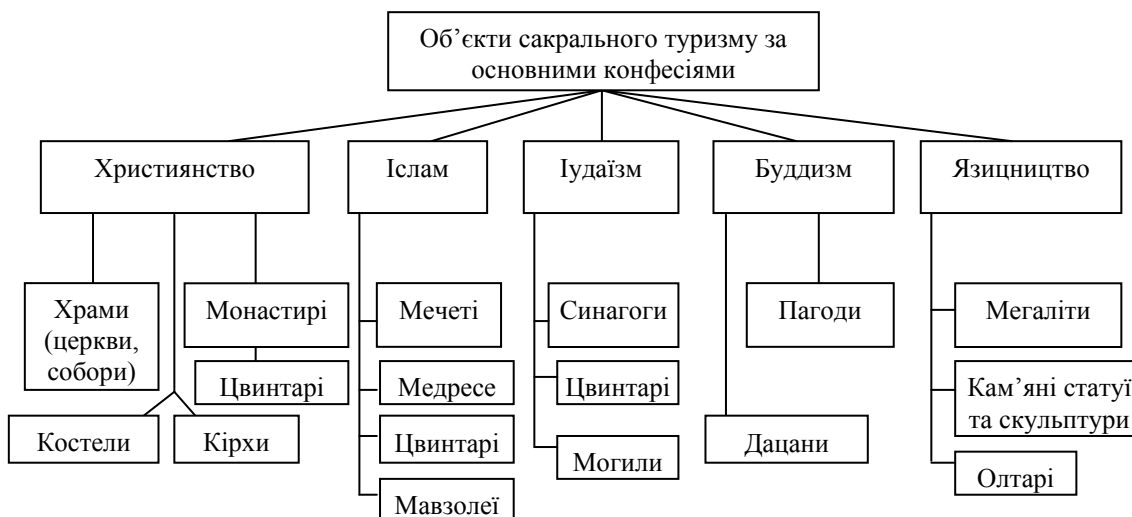 Об’єкти сакрального туризму за
основними конфесіями
Християнство
Іслам
Іудаїзм
Буддизм
Язицництво
Храми
(церкви,
собори)
Монастирі
Цвинтарі
Костели
Кірхи
Мечеті
Медресе
Цвинтарі
Мавзолеї
Синагоги
Цвинтарі
Могили
Пагоди
Дацани
Мегаліти
Кам’яні статуї
та скульптури
Олтарі